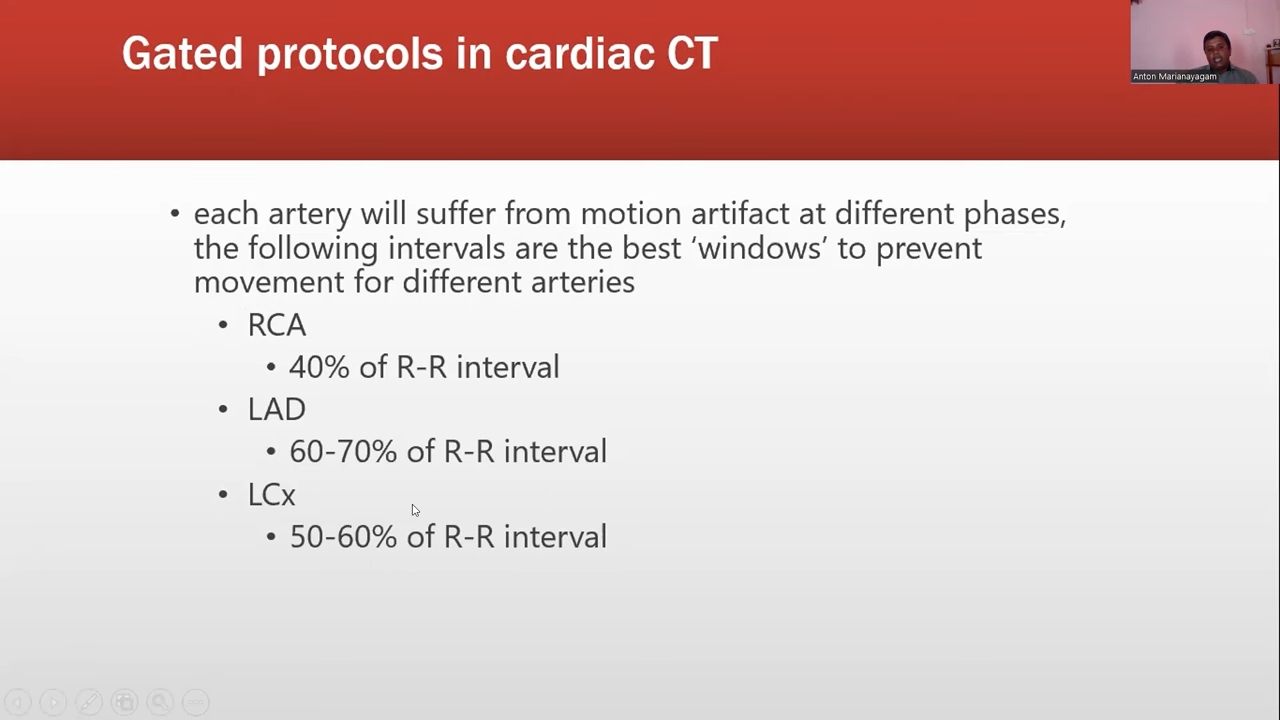 Gated protocols in cardiac CT
Anton Marianayagam
• each artery will suffer from motion artifact at different phases,
the following intervals are the best ‘windows’ to prevent
movement for different arteries
• RCA
• 40% of R-R interval
• LAD
• 60-70% of R-R interval
• LCx
• 50-60% of R-R interval